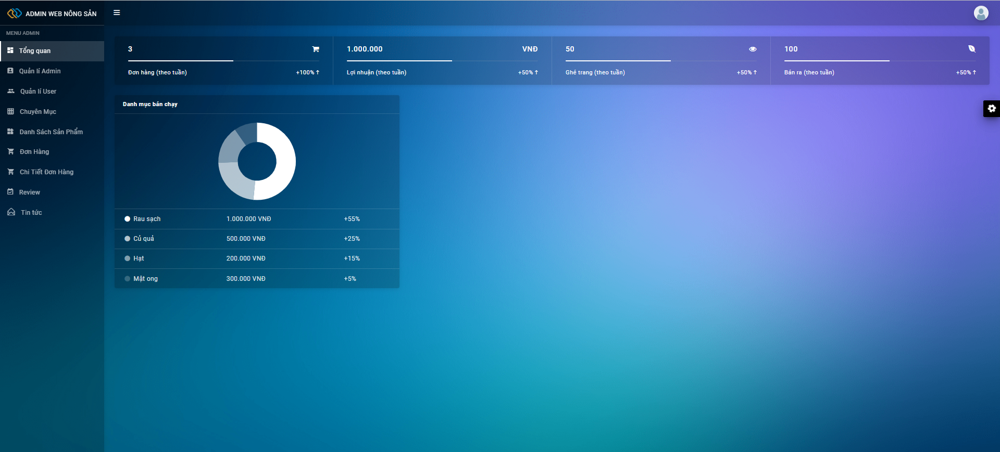 ADMIN WEB NÔNG SẢN
MENU ADMIN
Tổng quan
Quản lí Admin
Quản lí User
Chuyên Mục
Danh Sách Sản Phẩm
Đơn Hàng
Chi Tiết Đơn Hàng
Review
Tin tức
3
Đơn hàng (theo tuần) +100% ↑
1.000.000 VNĐ
Lợi nhuận (theo tuần) +50% ↑
50
Ghé trang (theo tuần) +50% ↑
100
Bán ra (theo tuần) +50% ↑
Danh mục bán chạy
Rau sạch 1.000.000 VNĐ +55%
Củ quả 500.000 VNĐ +25%
Hạt 200.000 VNĐ +15%
Mật ong 300.000 VNĐ +5%